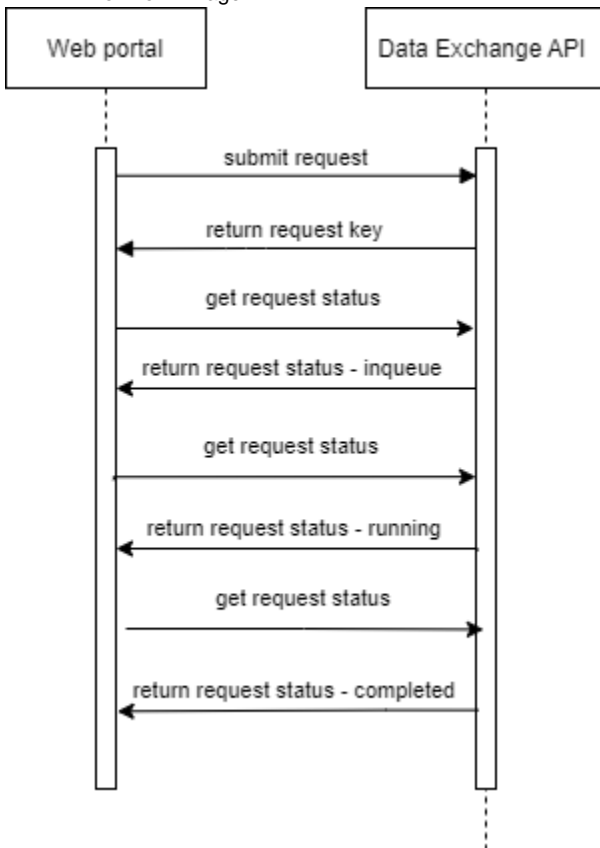 Web portal
Data Exchange API
submit request
return request key
get request status
return request status - inqueue
get request status
return request status - running
get request status
return request status - completed